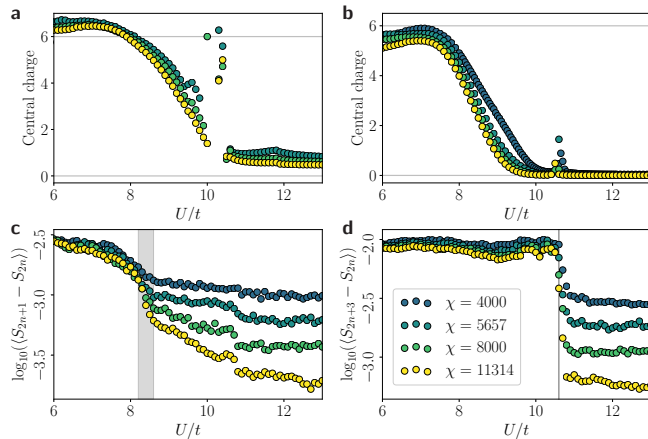 a
b
Central charge
6
4
2
0
6
8
10
12
U/t
Central charge
6
4
2
0
6
8
10
12
U/t
c
d
log₁₀(⟨S₂ₙ₊₁ − S₂ₙ⟩)
−2.5
−3.0
−3.5
6
8
10
12
U/t
log₁₀(⟨S₂ₙ₊₃ − S₂ₙ⟩)
−2.0
−2.5
−3.0
χ = 4000
χ = 5657
χ = 8000
χ = 11314
6
8
10
12
U/t